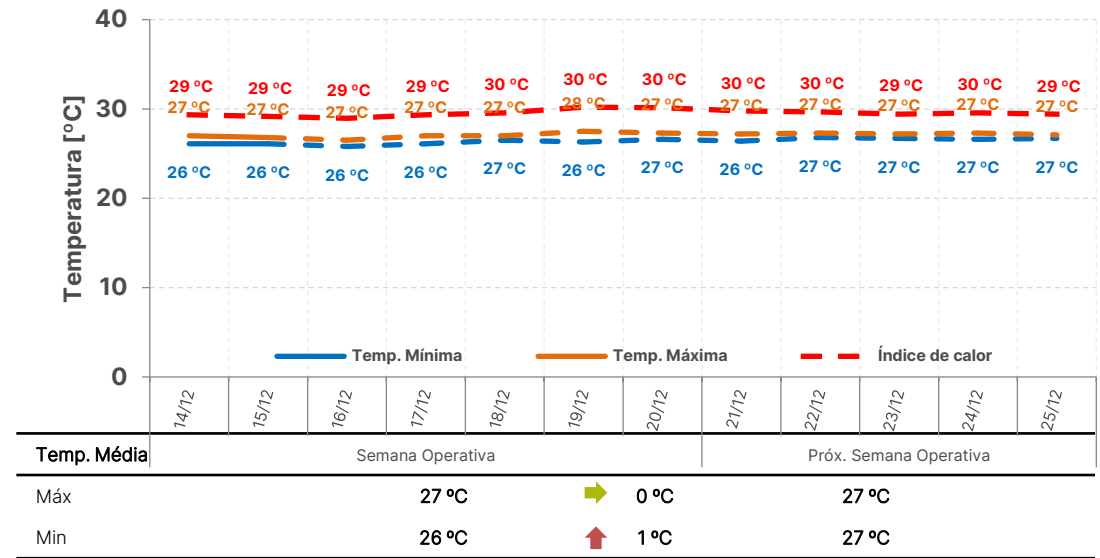 40
30
20
10
0
Temperatura [ºC]
29 ºC 29 ºC 29 ºC 29 ºC 30 ºC 30 ºC 30 ºC 30 ºC 30 ºC 29 ºC 30 ºC 29 ºC
27 ºC 27 ºC 27 ºC 27 ºC 27 ºC 28 ºC 27 ºC 27 ºC 27 ºC 27 ºC 27 ºC 27 ºC
26 ºC 26 ºC 26 ºC 26 ºC 27 ºC 26 ºC 27 ºC 26 ºC 27 ºC 27 ºC 27 ºC 27 ºC
Temp. Mínima Temp. Máxima Índice de calor
14/12 15/12 16/12 17/12 18/12 19/12 20/12 21/12 22/12 23/12 24/12 25/12
Temp. Média Semana Operativa Próx. Semana Operativa
Máx 27 ºC 0 ºC 27 ºC
Min 26 ºC 1 ºC 27 ºC